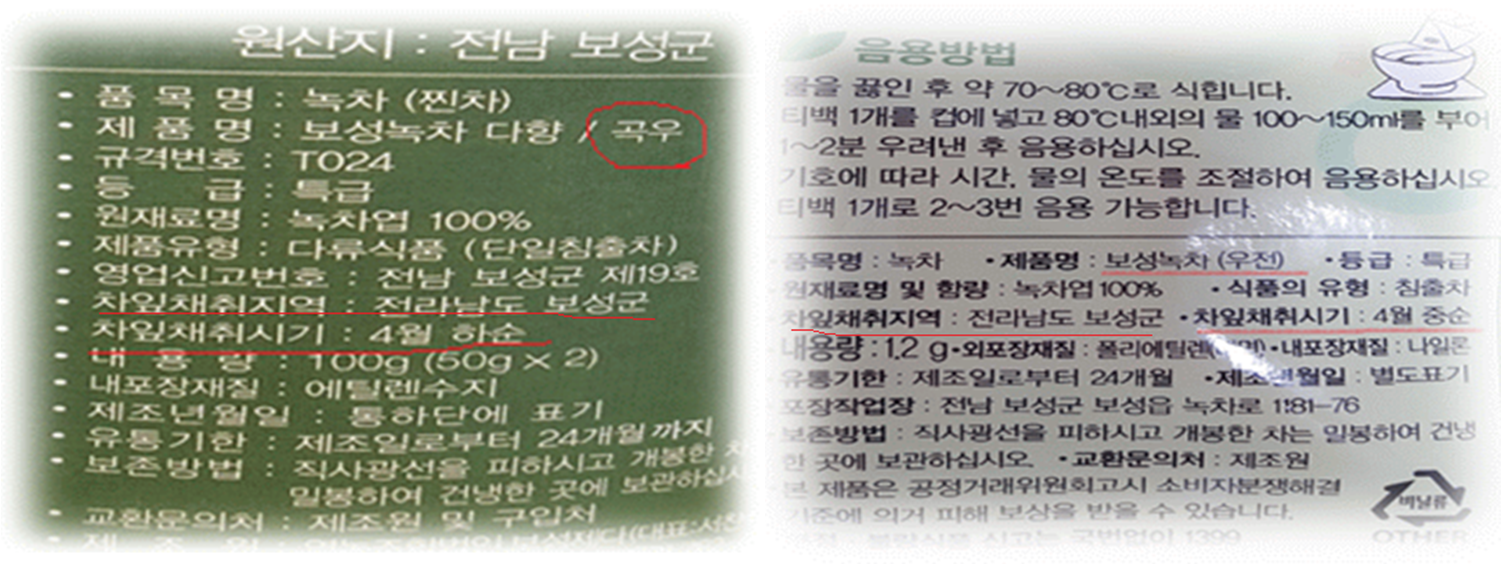 원산지 : 전남 보성군
• 품 목 명 : 녹차 (찐차)
• 제 품 명 : 보성녹차 다향 / 곡우
• 규격번호 : T024
• 등 급 : 특급
• 원재료명 : 녹차엽 100%
• 제품유형 : 다류식품 (단일침출차)
• 영업신고번호 : 전남 보성군 제19호
• 차잎채취지역 : 전라남도 보성군
• 차잎채취시기 : 4월 하순
• 내 용 량 : 100g (50g x 2)
• 내포장재질 : 에틸렌수지
• 제조년월일 : 통하단에 표기
• 유통기한 : 제조일로부터 24개월까지
• 보존방법 : 직사광선을 피하시고 개봉한 차
밀봉하여 건냉한 곳에 보관하십시
• 교환문의처 : 제조원 및 구입처
음용방법
물을 끓인 후 약 70~80℃로 식힙니다.
티백 1개를 컵에 넣고 80℃내외의 물 100~150ml를 부어
1~2분 우려낸 후 음용하십시오.
기호에 따라 시간, 물의 온도를 조절하여 음용하십시오
티백 1개로 2~3번 음용 가능합니다.
• 품목명 : 녹차 • 제품명 : 보성녹차 (우전) • 등급 : 특급
원재료명 및 함량 : 녹차엽 100% • 식품의 유형 : 침출차
차잎채취지역 : 전라남도 보성군 • 차잎채취시기 : 4월 중순
내용량 : 1.2 g • 외포장재질 : 폴리에틸렌 • 내포장재질 : 나일론
유통기한 : 제조일로부터 24개월 • 제조년월일 : 별도표기
포장작업장 : 전남 보성군 보성읍 녹차로 1181-76
보존방법 : 직사광선을 피하시고 개봉한 차는 밀봉하여 건냉
한 곳에 보관하십시오. • 교환문의처 : 제조원
본 제품은 공정거래위원회고시 소비자분쟁해결
기준에 의거 피해 보상을 받을 수 있습니다.
불량식품 신고는 국번없이 1399
비닐류
OTHER